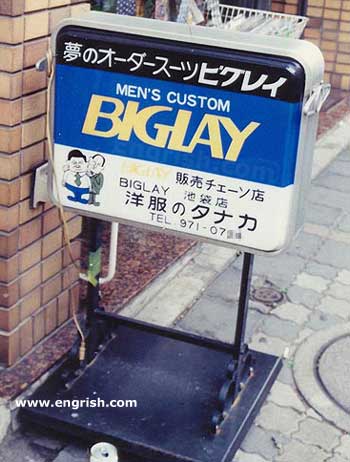 夢のオーダースーツビグレイ
MEN'S CUSTOM
BIGLAY
BIGLAY 販売チェーン店
BIGLAY 池袋店
洋服のタナカ
TEL 971-07
www.engrish.com